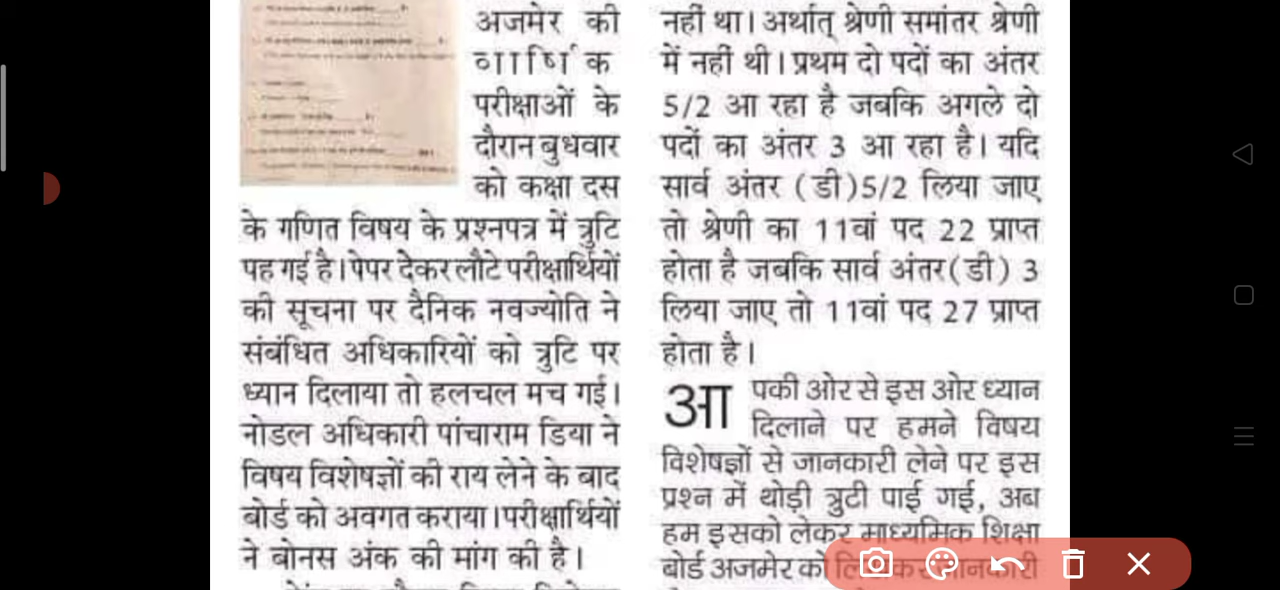 अजमेर की
वार्षिक
परीक्षाओं के
दौरान बुधवार
को कक्षा दस
के गणित विषय के प्रश्नपत्र में त्रुटि
पह गई है। पेपर देकर लौटे परीक्षार्थियों
की सूचना पर दैनिक नवज्योति ने
संबंधित अधिकारियों को त्रुटि पर
ध्यान दिलाया तो हलचल मच गई।
नोडल अधिकारी पांचाराम डिया ने
विषय विशेषज्ञों की राय लेने के बाद
बोर्ड को अवगत कराया। परीक्षार्थियों
ने बोनस अंक की मांग की है।
नहीं था। अर्थात् श्रेणी समांतर श्रेणी
में नहीं थी। प्रथम दो पदों का अंतर
5/2 आ रहा है जबकि अगले दो
पदों का अंतर 3 आ रहा है। यदि
सार्व अंतर (डी)5/2 लिया जाए
तो श्रेणी का 11वां पद 22 प्राप्त
होता है जबकि सार्व अंतर(डी) 3
लिया जाए तो 11वां पद 27 प्राप्त
होता है।
आपकी ओर से इस ओर ध्यान
दिलाने पर हमने विषय
विशेषज्ञों से जानकारी लेने पर इस
प्रश्न में थोड़ी त्रुटी पाई गई, अब
हम इसको लेकर माध्यमिक शिक्षा
बोर्ड अजमेर को लिखकर जानकारी